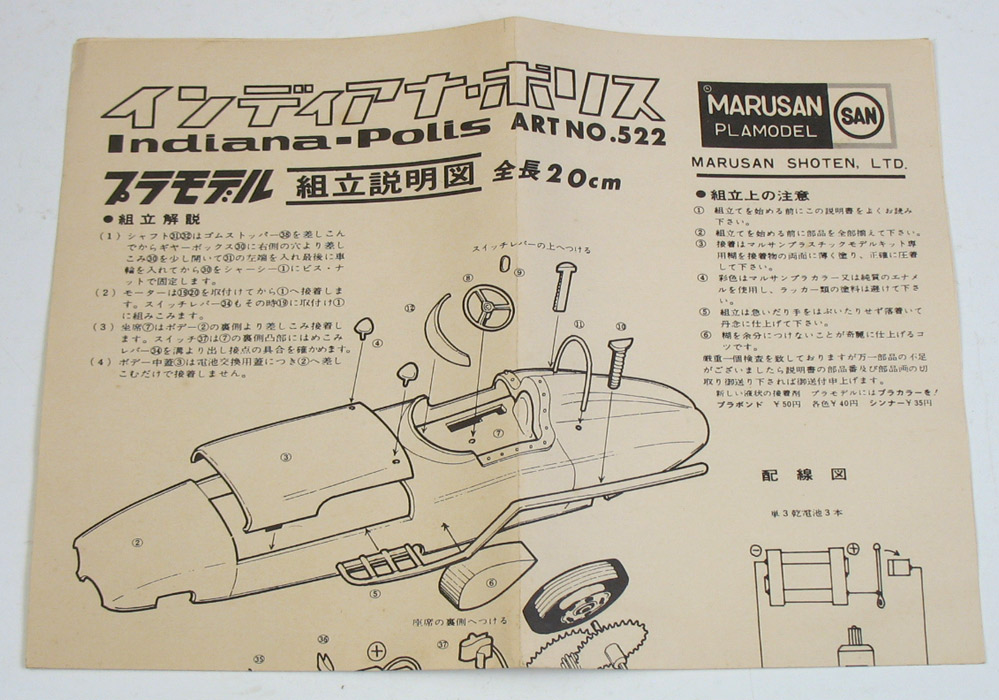 インディアナ・ポリス
Indiana-Polis ART NO.522
プラモデル 組立説明図 全長20cm
MARUSAN
PLAMODEL
SAN
MARUSAN SHOTEN, LTD.
●組立解説
(1) シャフト㉛㉜はゴムストッパー㊳を差しこん
でからギヤーボックス㉚に右側の穴より差し
こみ㉚を少し開いて㉛の左端を入れ最後に車
輪を入れてから㉚をシャーシー①にビス・ナ
ットで固定します。
(2) モーターは⑲⑳を取付けてから①へ接着しま
す。スイッチレバー㉞もその時⑲に取付け①
に組みこみます。
(3) 座席⑦はボデー②の裏側より差しこみ接着し
ます。スイッチ㊲は⑦の裏側凸部にはめこみ
レバー㉞を溝より出し接点の具合を確かめます。
(4) ボデー中蓋③は電池交換用蓋につき②へ差し
こむだけで接着しません。
●組立上の注意
① 組立てを始める前にこの説明書をよくお読み
下さい。
② 組立てを始める前に部品を全部揃えて下さい。
③ 接着はマルサンプラスチックモデルキット専
用糊を接着物の両面に薄く塗り、正確に圧着
して下さい。
④ 彩色はマルサンプラカラー又は純質のエナメ
ルを使用し、ラッカー類の塗料は避けて下さ
い。
⑤ 組立は急いだり手をはぶいたりせず落着いて
丹念に仕上げて下さい。
⑥ 糊を余分につけない方が奇麗に仕上げるコ
ツです。
厳重一個検査を致しておりますが万一部品の不足
がございましたら説明書の部品番及び部品両の切
取り御送り下されば御送付申上げます。
新しい液状の接着剤 プラモデルにはプラカラーを!
プラボンド ¥50円 各色¥40円 シンナー¥35円
スイッチレバーの上へつける
⑧
⑨
⑫
④
⑪
⑩
⑦
③
②
⑤
⑥
座席の裏側へつける
㊱
㊲
㉟
配線図
単3乾電池3本
⊖ ⊕
⊕